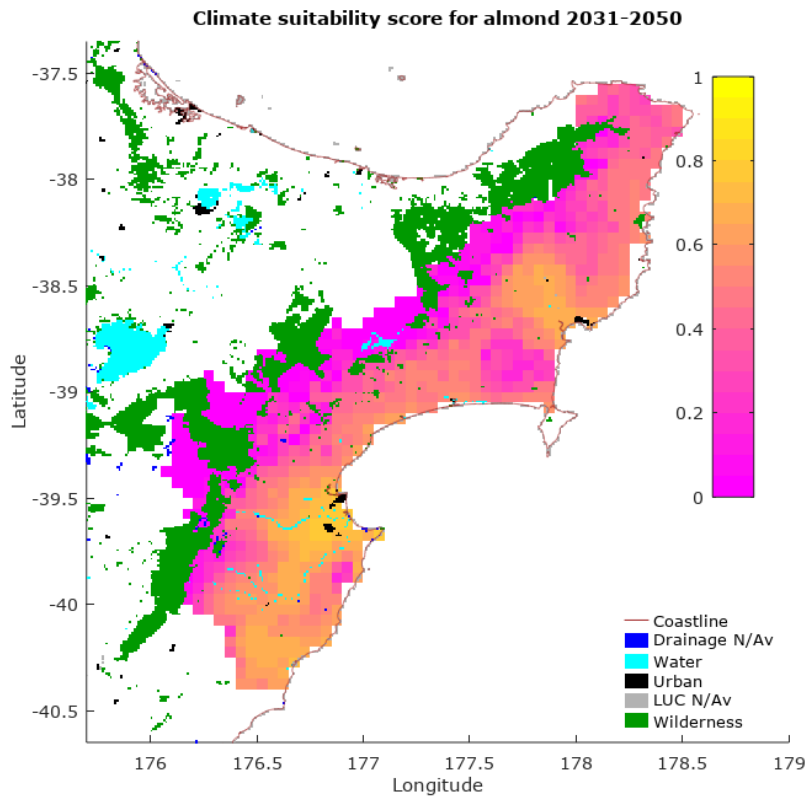 Climate suitability score for almond 2031-2050
-37.5
-38
-38.5
-39
-39.5
-40
-40.5
Latitude
176
176.5
177
177.5
178
178.5
179
Longitude
1
0.8
0.6
0.4
0.2
0
Coastline
Drainage N/Av
Water
Urban
LUC N/Av
Wilderness